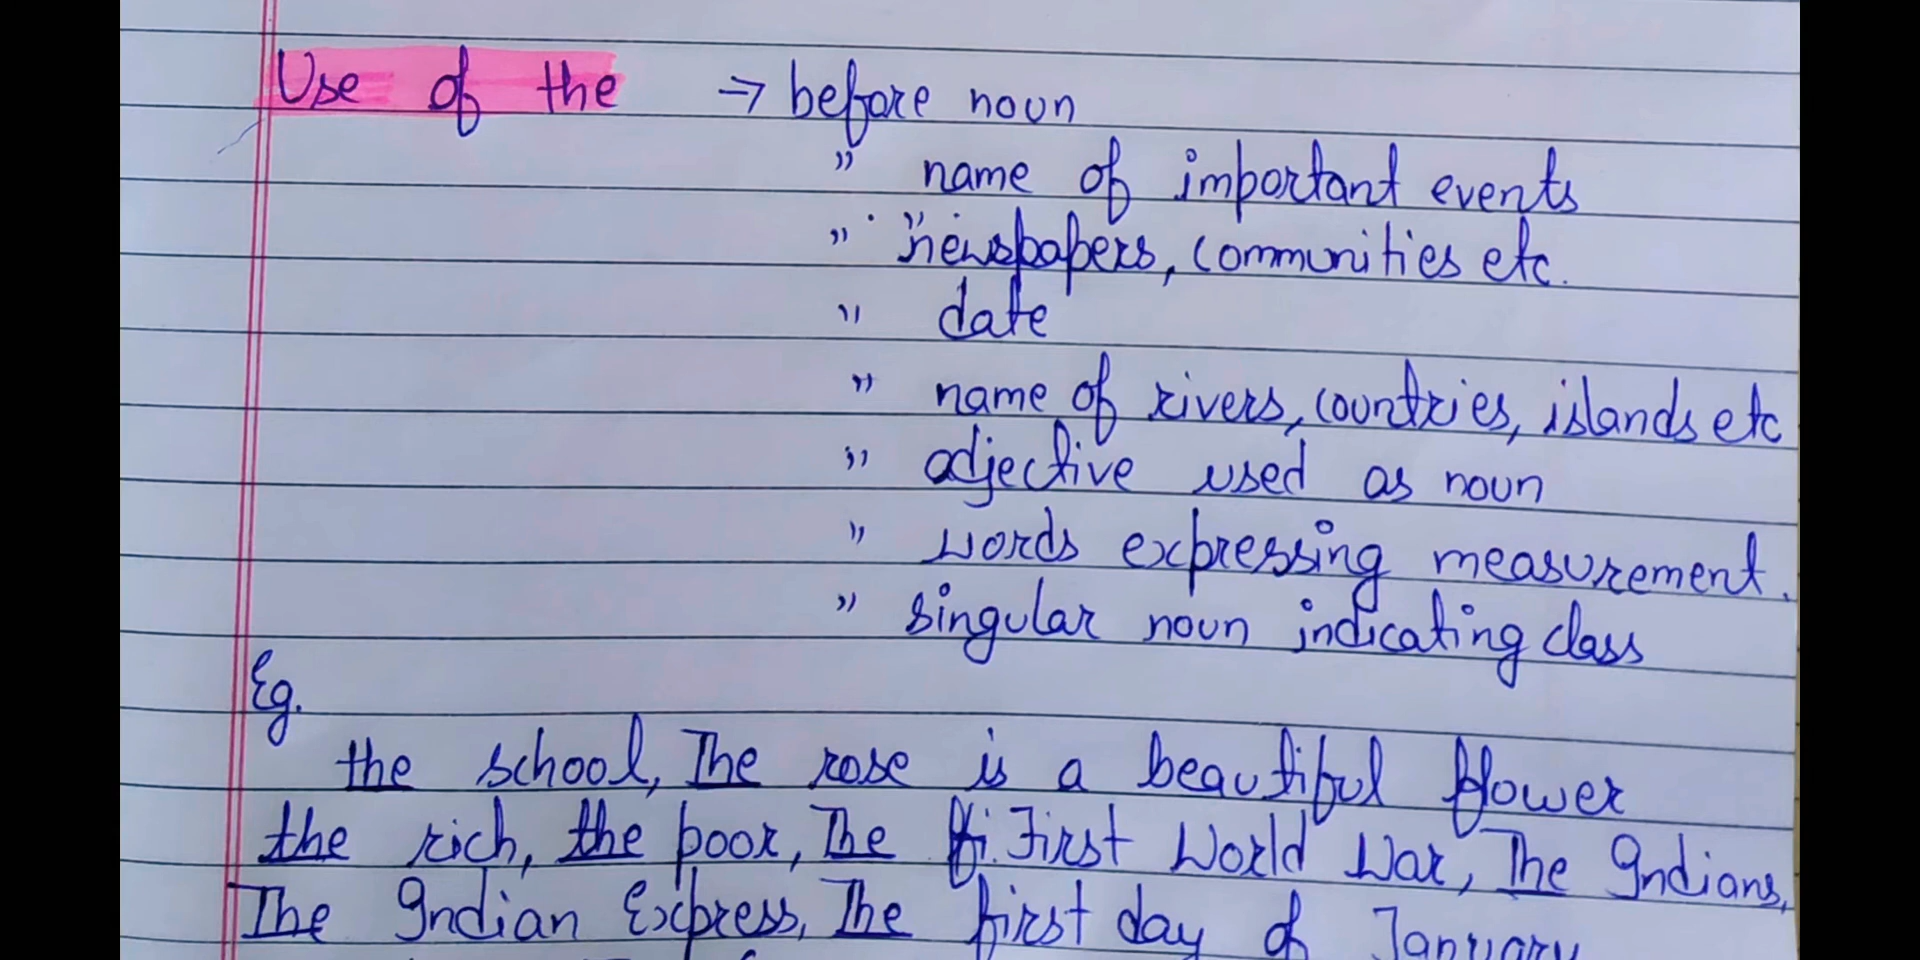 Use of the → before noun
" name of important events
" newspapers, communities etc.
" date
" name of rivers, countries, islands etc
" adjective used as noun
" words expressing measurement.
" singular noun indicating class
Eg.
the school, The rose is a beautiful flower
the rich, the poor, The First World War, The Indians,
The Indian Express, The first day of January